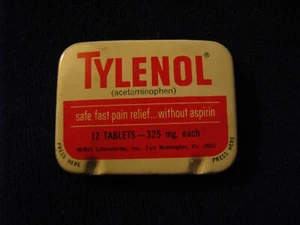 TYLENOL®
(acetaminophen)
safe, fast pain relief...without aspirin
12 TABLETS — 325 mg. each
McNeil Laboratories, Inc., Fort Washington, Pa. 19034
PRESS HERE
PRESS HERE